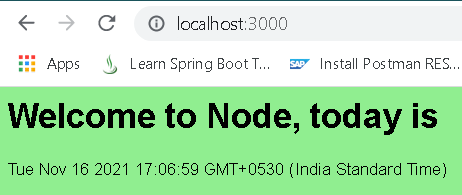 localhost:3000
Apps Learn Spring Boot T... SAP Install Postman RES...
Welcome to Node, today is
Tue Nov 16 2021 17:06:59 GMT+0530 (India Standard Time)